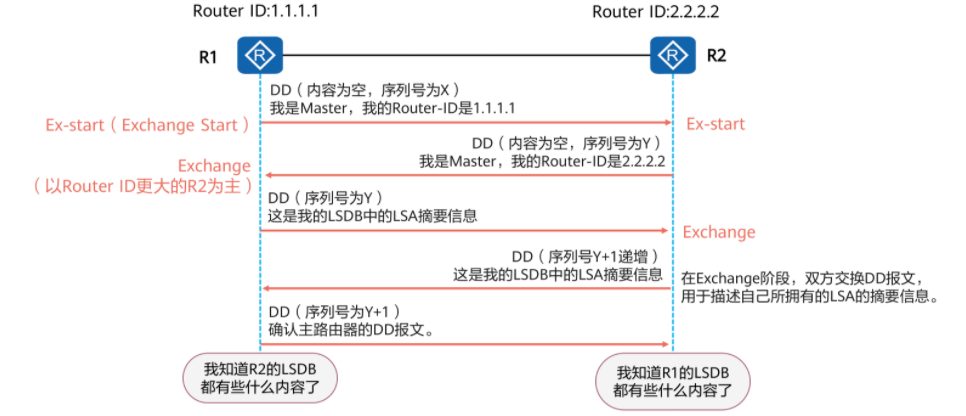 Router ID:1.1.1.1
Router ID:2.2.2.2
R1
R
R
R2
DD（内容为空，序列号为X）
我是Master，我的Router-ID是1.1.1.1
Ex-start（Exchange Start）
Ex-start
DD（内容为空，序列号为Y）
我是Master，我的Router-ID是2.2.2.2
Exchange
（以Router ID更大的R2为主）
DD（序列号为Y）
这是我的LSDB中的LSA摘要信息
Exchange
DD（序列号Y+1递增）
这是我的LSDB中的LSA摘要信息
在Exchange阶段，双方交换DD报文，
用于描述自己所拥有的LSA的摘要信息。
DD（序列号为Y+1）
确认主路由器的DD报文。
我知道R2的LSDB
都有些什么内容了
我知道R1的LSDB
都有些什么内容了